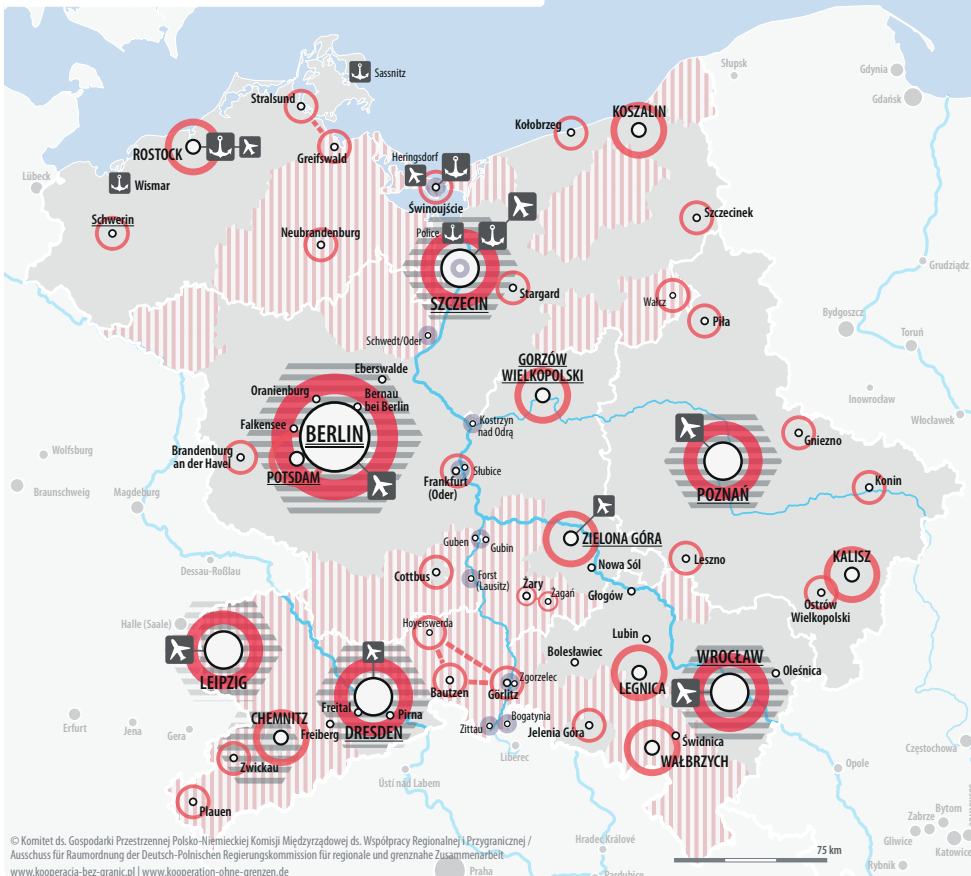 Sassnitz
Słupsk
Gdynia
Gdańsk
Stralsund
Kołobrzeg
KOSZALIN
ROSTOCK
Greifswald
Heringsdorf
Lübeck
Wismar
Świnoujście
Schwerin
Szczecinek
Neubrandenburg
Police
Grudziądz
Stargard
SZCZECIN
Wałcz
Piła
Bydgoszcz
Toruń
Schwedt/Oder
GORZÓW
WIELKOPOLSKI
Eberswalde
Oranienburg
Bernau
bei Berlin
Inowrocław
Włocławek
Falkensee
BERLIN
Kostrzyn
nad Odrą
Gniezno
Wolfsburg
Brandenburg
an der Havel
POTSDAM
Słubice
Frankfurt
(Oder)
POZNAŃ
Konin
Braunschweig
Magdeburg
Guben
Gubin
ZIELONA GÓRA
Leszno
KALISZ
Dessau-Roßlau
Cottbus
Forst
(Lausitz)
Nowa Sól
Żary
Żagań
Głogów
Ostrów
Wielkopolski
Halle (Saale)
Hoyerswerda
Lubin
Bolesławiec
WROCŁAW
Oleśnica
LEIPZIG
Bautzen
Görlitz
Zgorzelec
LEGNICA
Freital
Pirna
CHEMNITZ
Freiberg
DRESDEN
Zittau
Bogatynia
Jelenia Góra
Świdnica
WAŁBRZYCH
Erfurt
Jena
Gera
Zwickau
Liberec
Częstochowa
Ústí nad Labem
Opole
Plauen
Bytom
Zabrze
Gliwice
Katowice
Rybnik
Hradec Králové
Pardubice
Praha
75 km
© Komitet ds. Gospodarki Przestrzennej Polsko-Niemieckiej Komisji Międzyrządowej ds. Współpracy Regionalnej i Przygranicznej /
Ausschuss für Raumordnung der Deutsch-Polnischen Regierungskommission für regionale und grenznahe Zusammenarbeit
www.kooperacja-bez-granic.pl | www.kooperation-ohne-grenzen.de